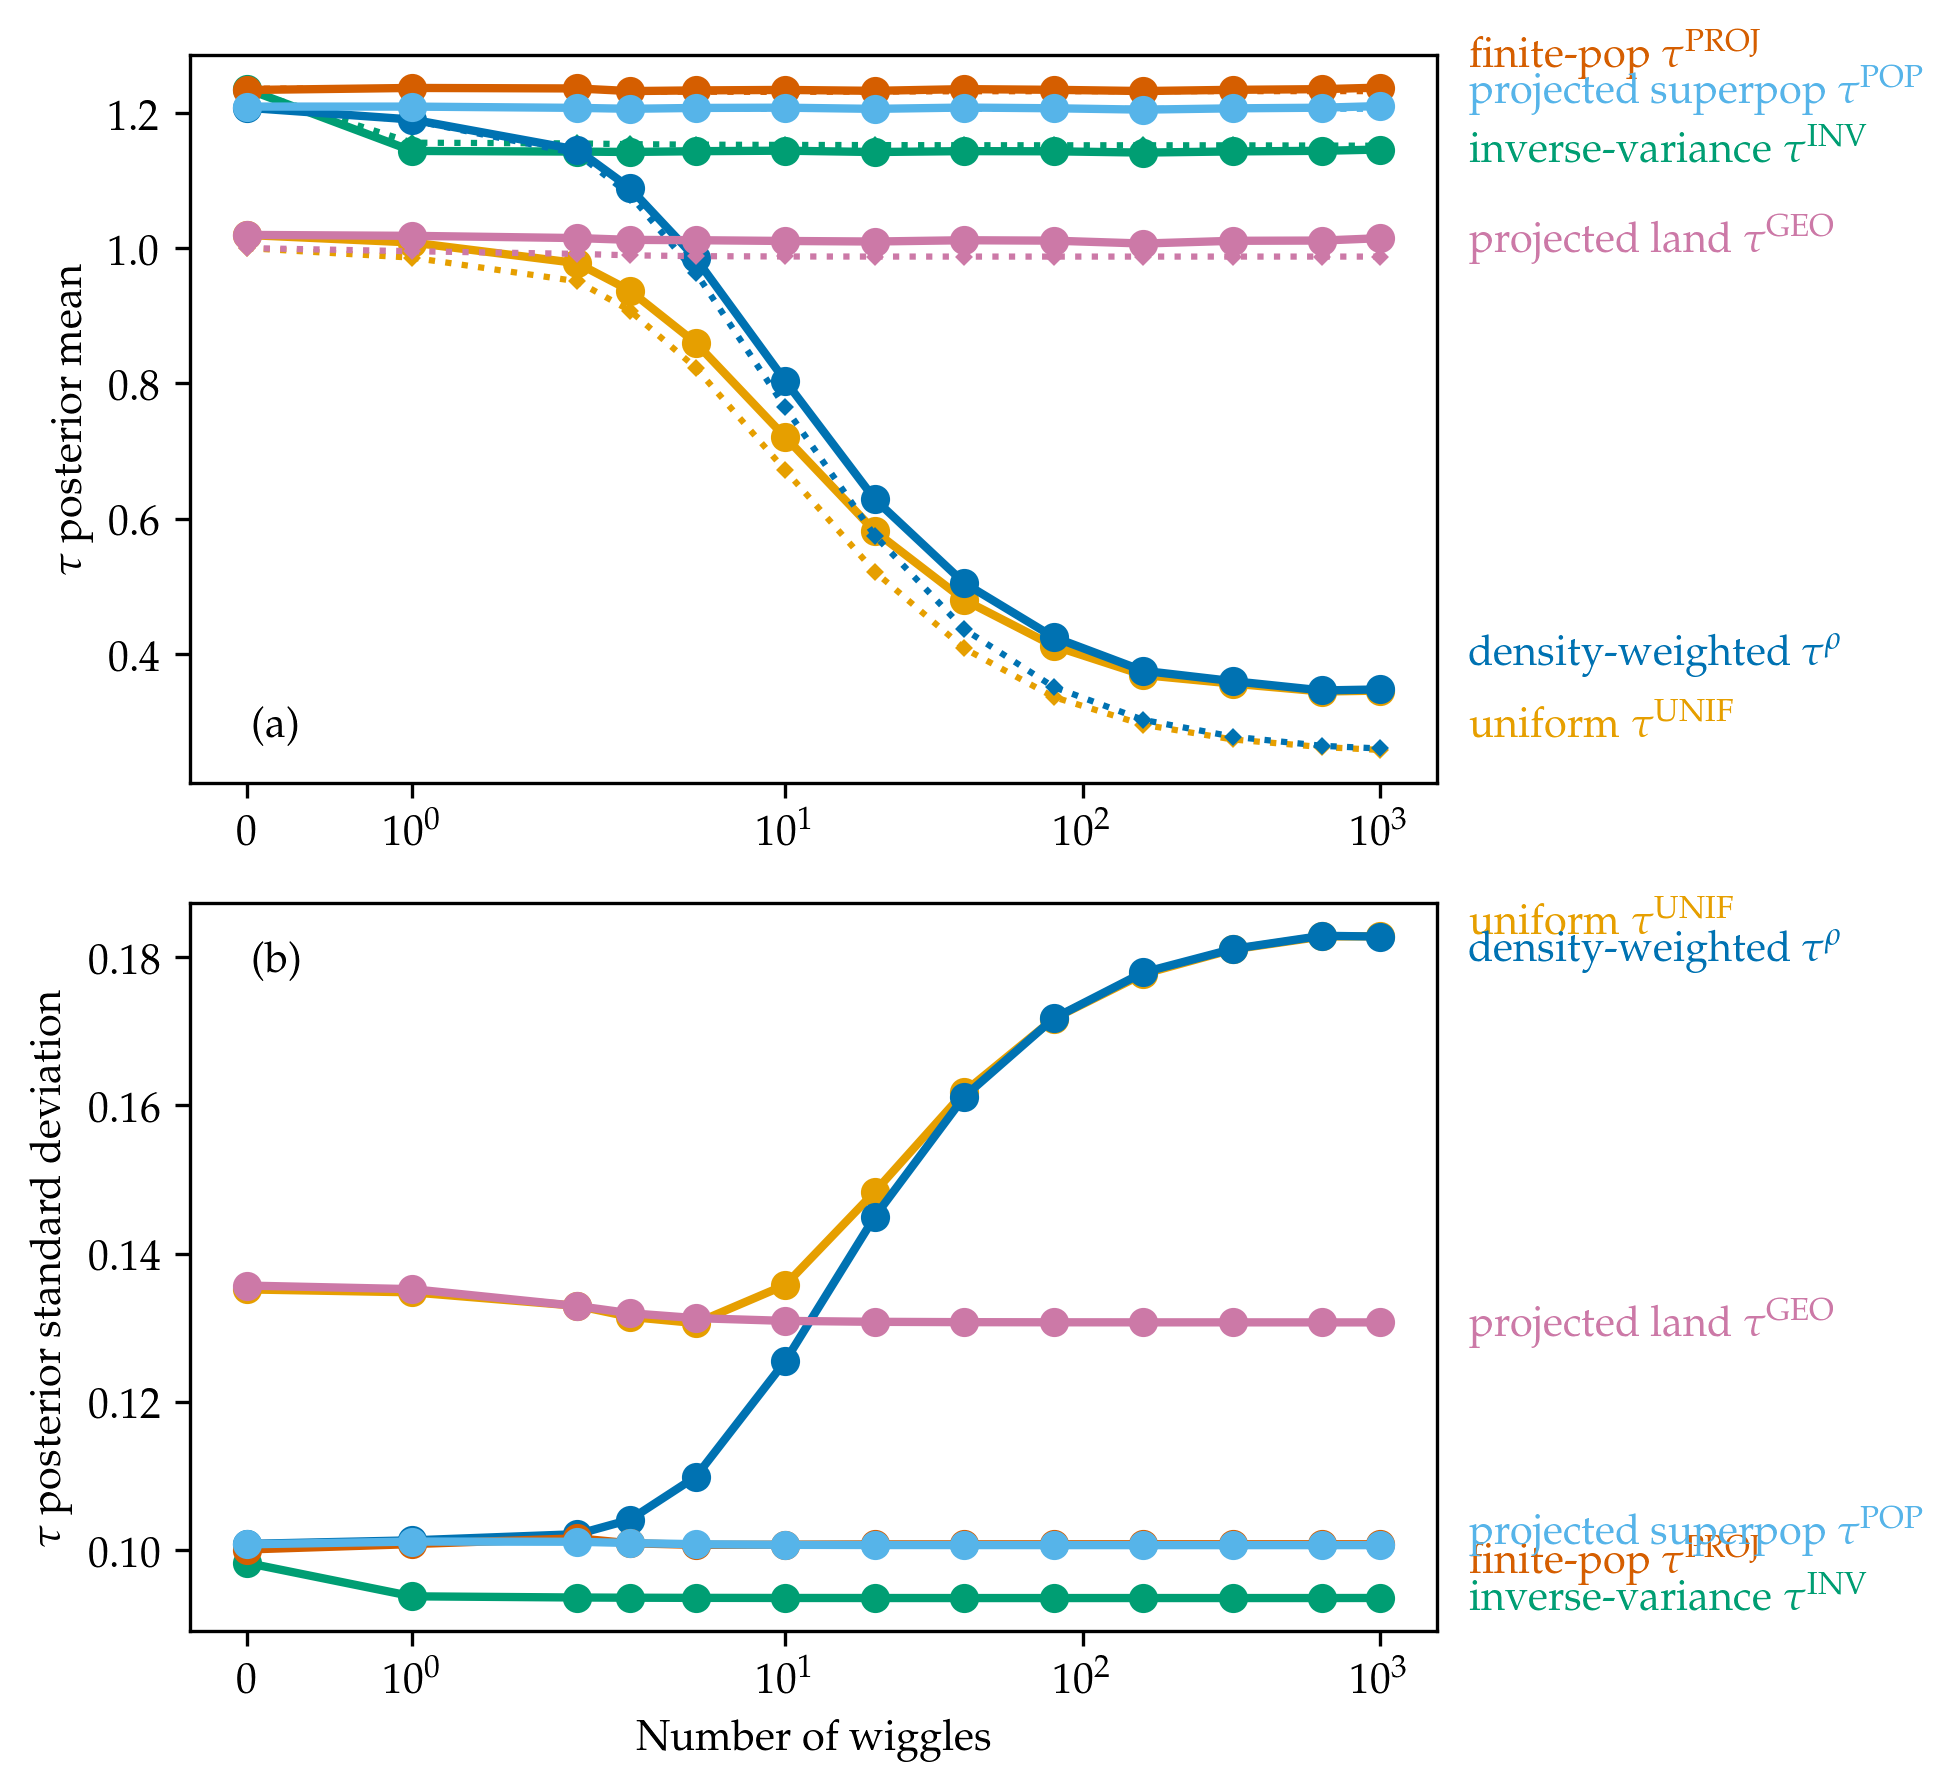 finite-pop τ^PROJ
projected superpop τ^POP
inverse-variance τ^INV
projected land τ^GEO
density-weighted τ^ρ
uniform τ^UNIF
τ posterior mean
1.2
1.0
0.8
0.6
0.4
(a)
0 10^0 10^1 10^2 10^3
uniform τ^UNIF
density-weighted τ^ρ
projected land τ^GEO
projected superpop τ^POP
finite-pop τ^PROJ
inverse-variance τ^INV
τ posterior standard deviation
(b)
0.18
0.16
0.14
0.12
0.10
0 10^0 10^1 10^2 10^3
Number of wiggles